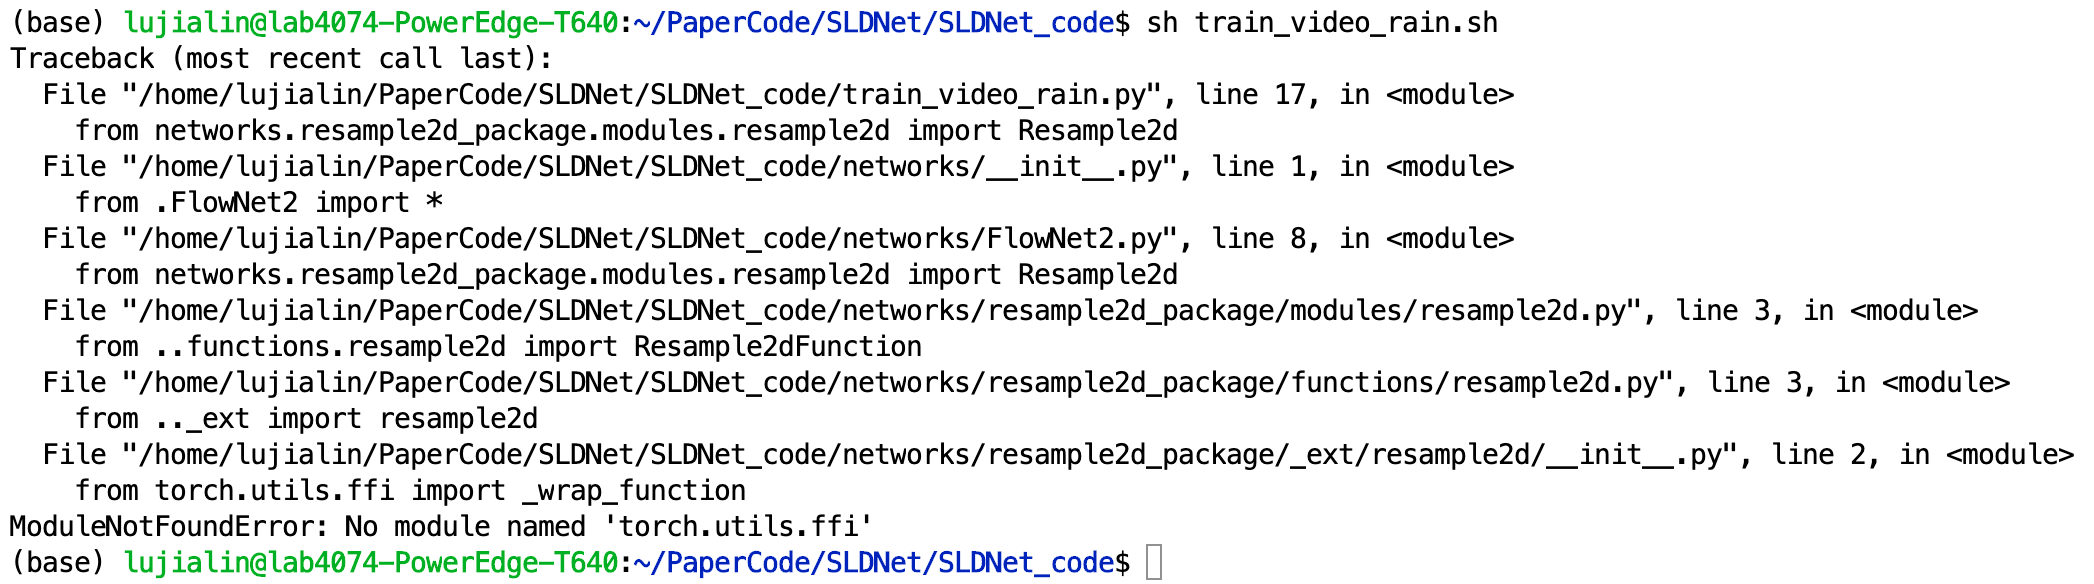 (base) lujialin@lab4074-PowerEdge-T640:~/PaperCode/SLDNet/SLDNet_code$ sh train_video_rain.sh
Traceback (most recent call last):
  File "/home/lujialin/PaperCode/SLDNet/SLDNet_code/train_video_rain.py", line 17, in <module>
    from networks.resample2d_package.modules.resample2d import Resample2d
  File "/home/lujialin/PaperCode/SLDNet/SLDNet_code/networks/__init__.py", line 1, in <module>
    from .FlowNet2 import *
  File "/home/lujialin/PaperCode/SLDNet/SLDNet_code/networks/FlowNet2.py", line 8, in <module>
    from networks.resample2d_package.modules.resample2d import Resample2d
  File "/home/lujialin/PaperCode/SLDNet/SLDNet_code/networks/resample2d_package/modules/resample2d.py", line 3, in <module>
    from ..functions.resample2d import Resample2dFunction
  File "/home/lujialin/PaperCode/SLDNet/SLDNet_code/networks/resample2d_package/functions/resample2d.py", line 3, in <module>
    from .._ext import resample2d
  File "/home/lujialin/PaperCode/SLDNet/SLDNet_code/networks/resample2d_package/_ext/resample2d/__init__.py", line 2, in <module>
    from torch.utils.ffi import _wrap_function
ModuleNotFoundError: No module named 'torch.utils.ffi'
(base) lujialin@lab4074-PowerEdge-T640:~/PaperCode/SLDNet/SLDNet_code$